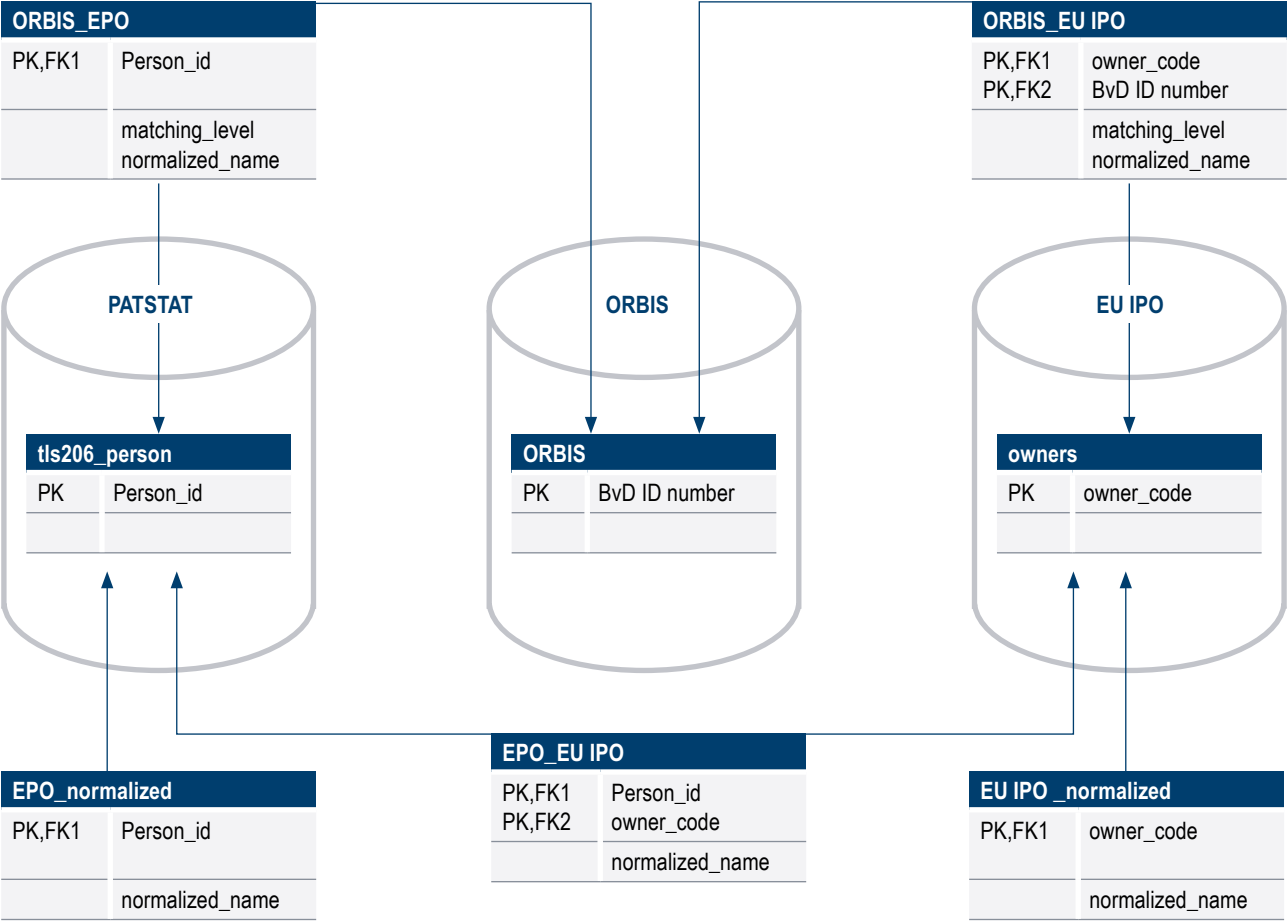 ORBIS_EPO
PK,FK1 Person_id
matching_level
normalized_name
ORBIS_EU IPO
PK,FK1 owner_code
PK,FK2 BvD ID number
matching_level
normalized_name
PATSTAT
ORBIS
EU IPO
tls206_person
PK Person_id
ORBIS
PK BvD ID number
owners
PK owner_code
EPO_normalized
PK,FK1 Person_id
normalized_name
EPO_EU IPO
PK,FK1 Person_id
PK,FK2 owner_code
normalized_name
EU IPO _normalized
PK,FK1 owner_code
normalized_name